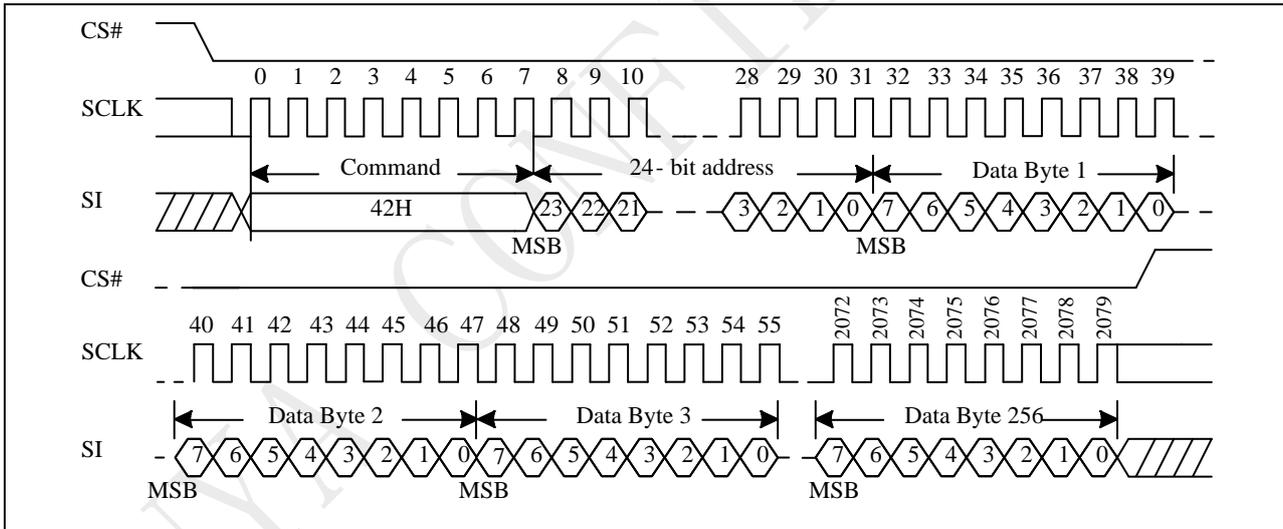 CS#
0 1 2 3 4 5 6 7 8 9 10 28 29 30 31 32 33 34 35 36 37 38 39
SCLK
Command 24- bit address Data Byte 1
SI 42H 23 22 21 3 2 1 0 7 6 5 4 3 2 1 0
MSB MSB
CS#
40 41 42 43 44 45 46 47 48 49 50 51 52 53 54 55 2072 2073 2074 2075 2076 2077 2078 2079
SCLK
Data Byte 2 Data Byte 3 Data Byte 256
SI 7 6 5 4 3 2 1 0 7 6 5 4 3 2 1 0 7 6 5 4 3 2 1 0
MSB MSB MSB